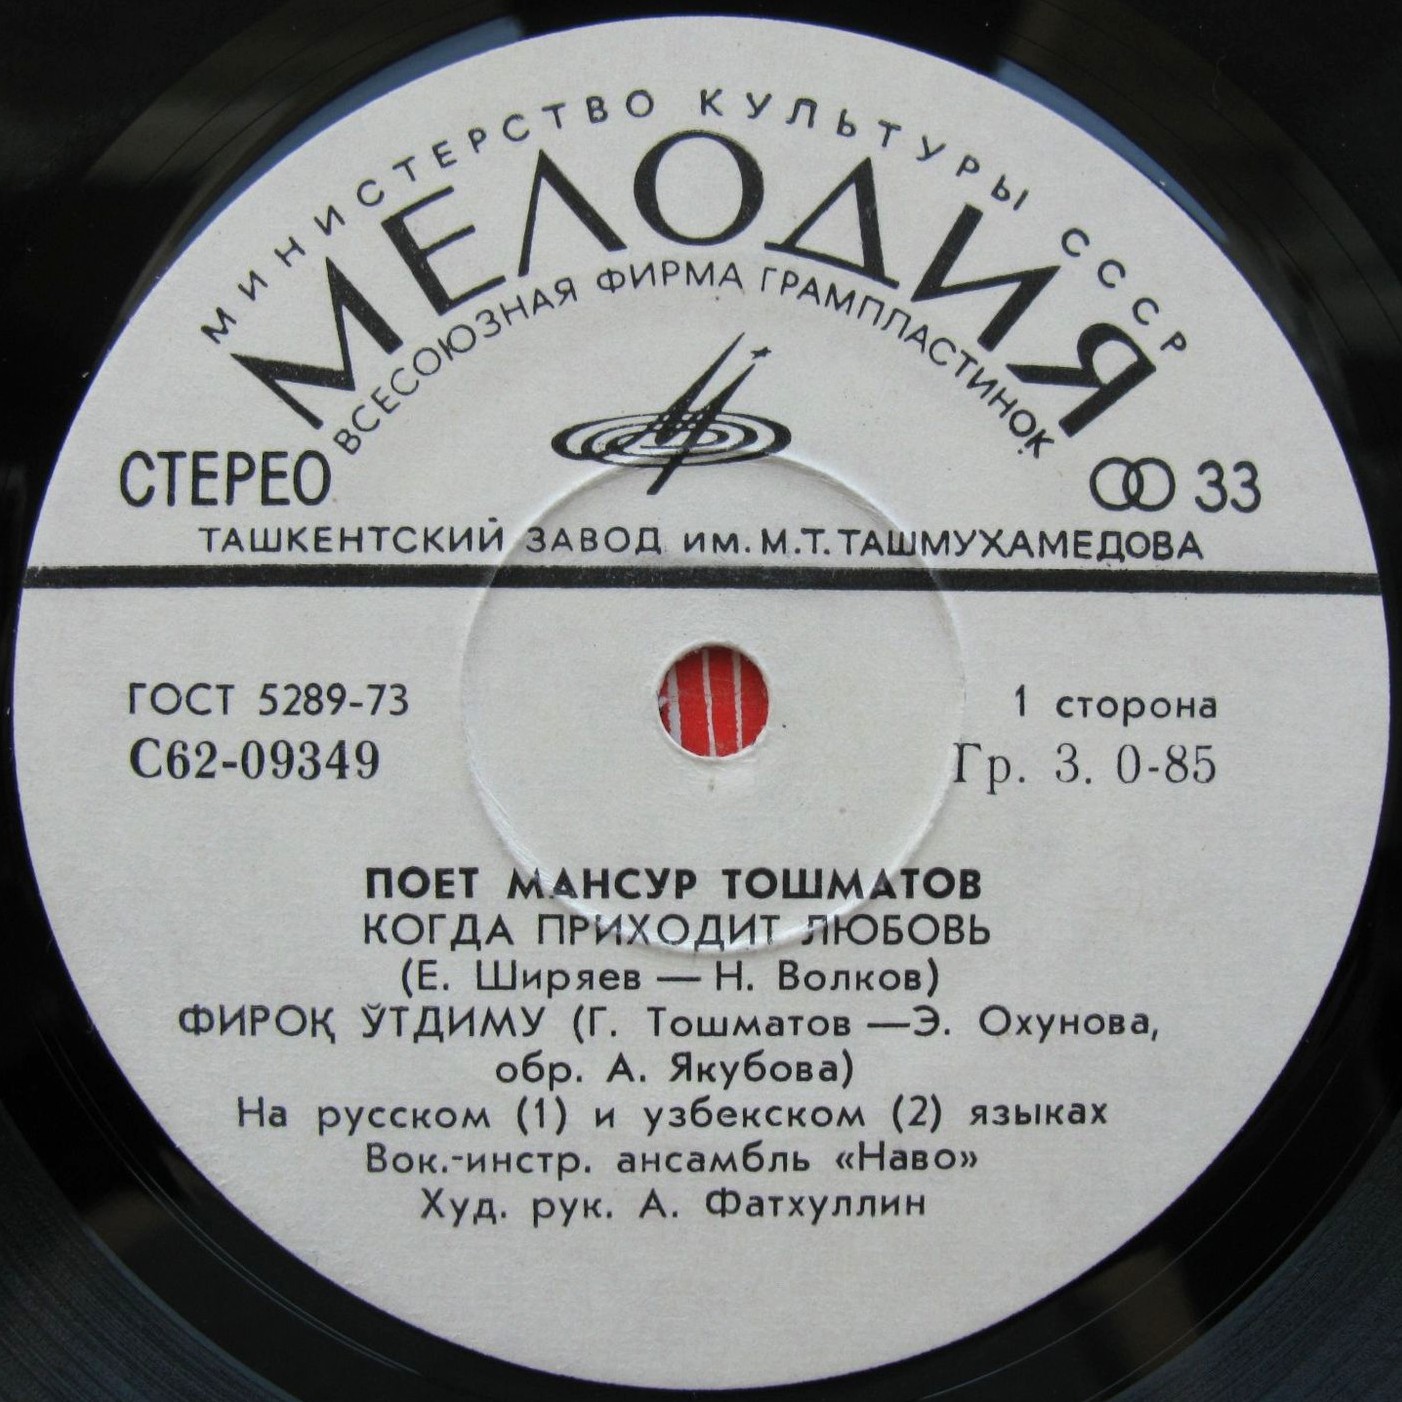 МИНИСТЕРСТВО КУЛЬТУРЫ СССР
МЕЛОДИЯ
ВСЕСОЮЗНАЯ ФИРМА ГРАМПЛАСТИНОК
СТЕРЕО
33
ТАШКЕНТСКИЙ ЗАВОД им. М.Т. ТАШМУХАМЕДОВА
ГОСТ 5289-73
1 сторона
С62-09349
Гр. 3. 0-85
ПОЕТ МАНСУР ТОШМАТОВ
КОГДА ПРИХОДИТ ЛЮБОВЬ
(Е. Ширяев — Н. Волков)
ФИРОҚ ЎТДИМУ (Г. Тошматов — Э. Охунова,
обр. А. Якубова)
На русском (1) и узбекском (2) языках
Вок.-инстр. ансамбль «Наво»
Худ. рук. А. Фатхуллин